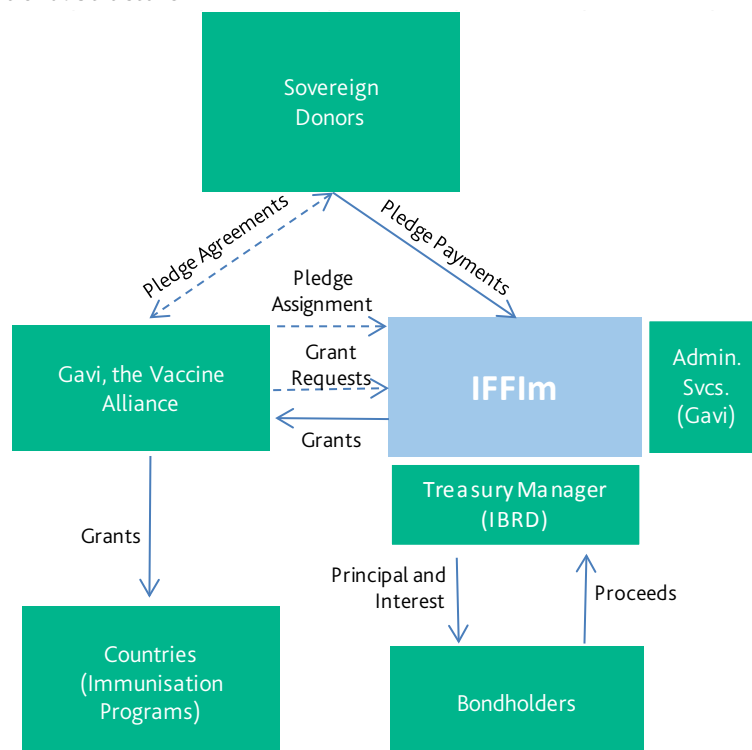 Sovereign
Donors
Pledge Agreements
Pledge Payments
Pledge
Assignment
Gavi, the Vaccine
Alliance
Grant
Requests
IFFIm
Admin.
Svcs.
(Gavi)
Grants
Treasury Manager
(IBRD)
Grants
Principal and
Interest
Proceeds
Countries
(Immunisation
Programs)
Bondholders